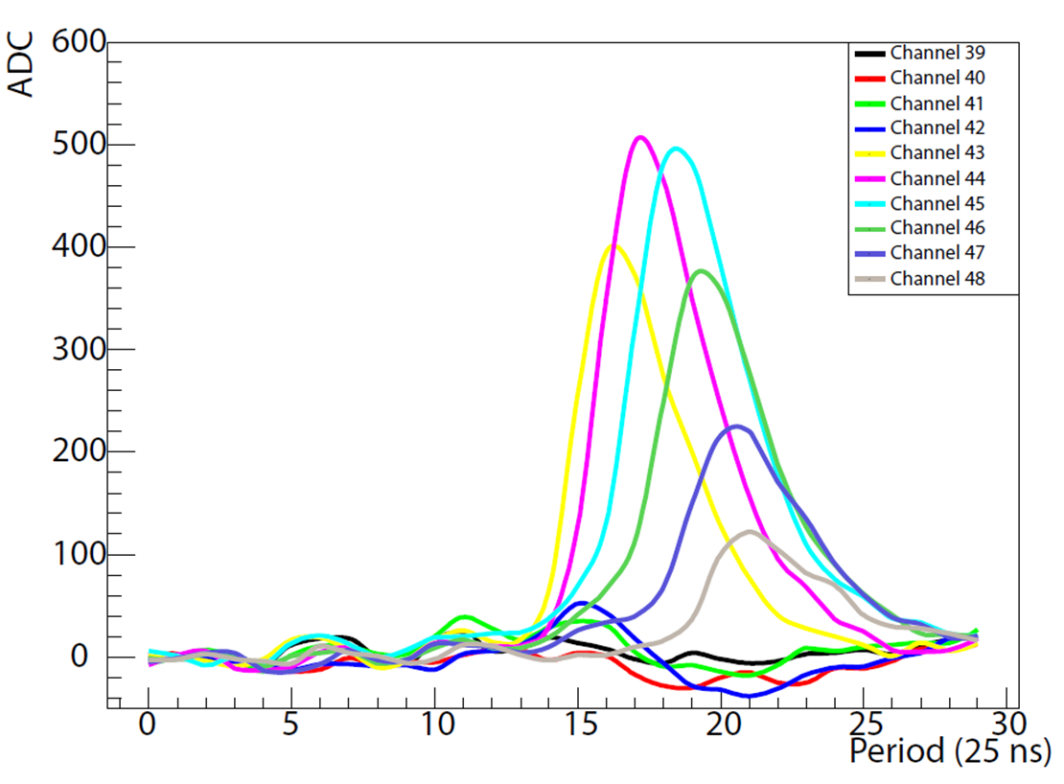 ADC
600
500
400
300
200
100
0
Channel 39
Channel 40
Channel 41
Channel 42
Channel 43
Channel 44
Channel 45
Channel 46
Channel 47
Channel 48
0 5 10 15 20 25 30
Period (25 ns)